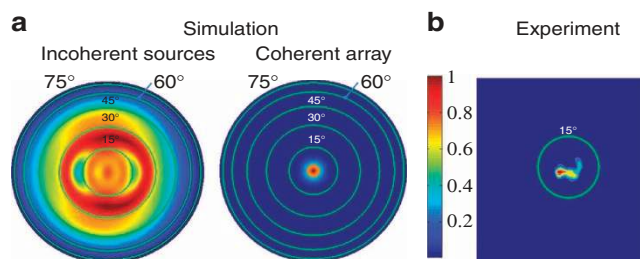 a
Simulation
b
Experiment
Incoherent sources
Coherent array
75°
60°
75°
60°
45°
30°
15°
45°
30°
15°
1
0.8
0.6
0.4
0.2
15°